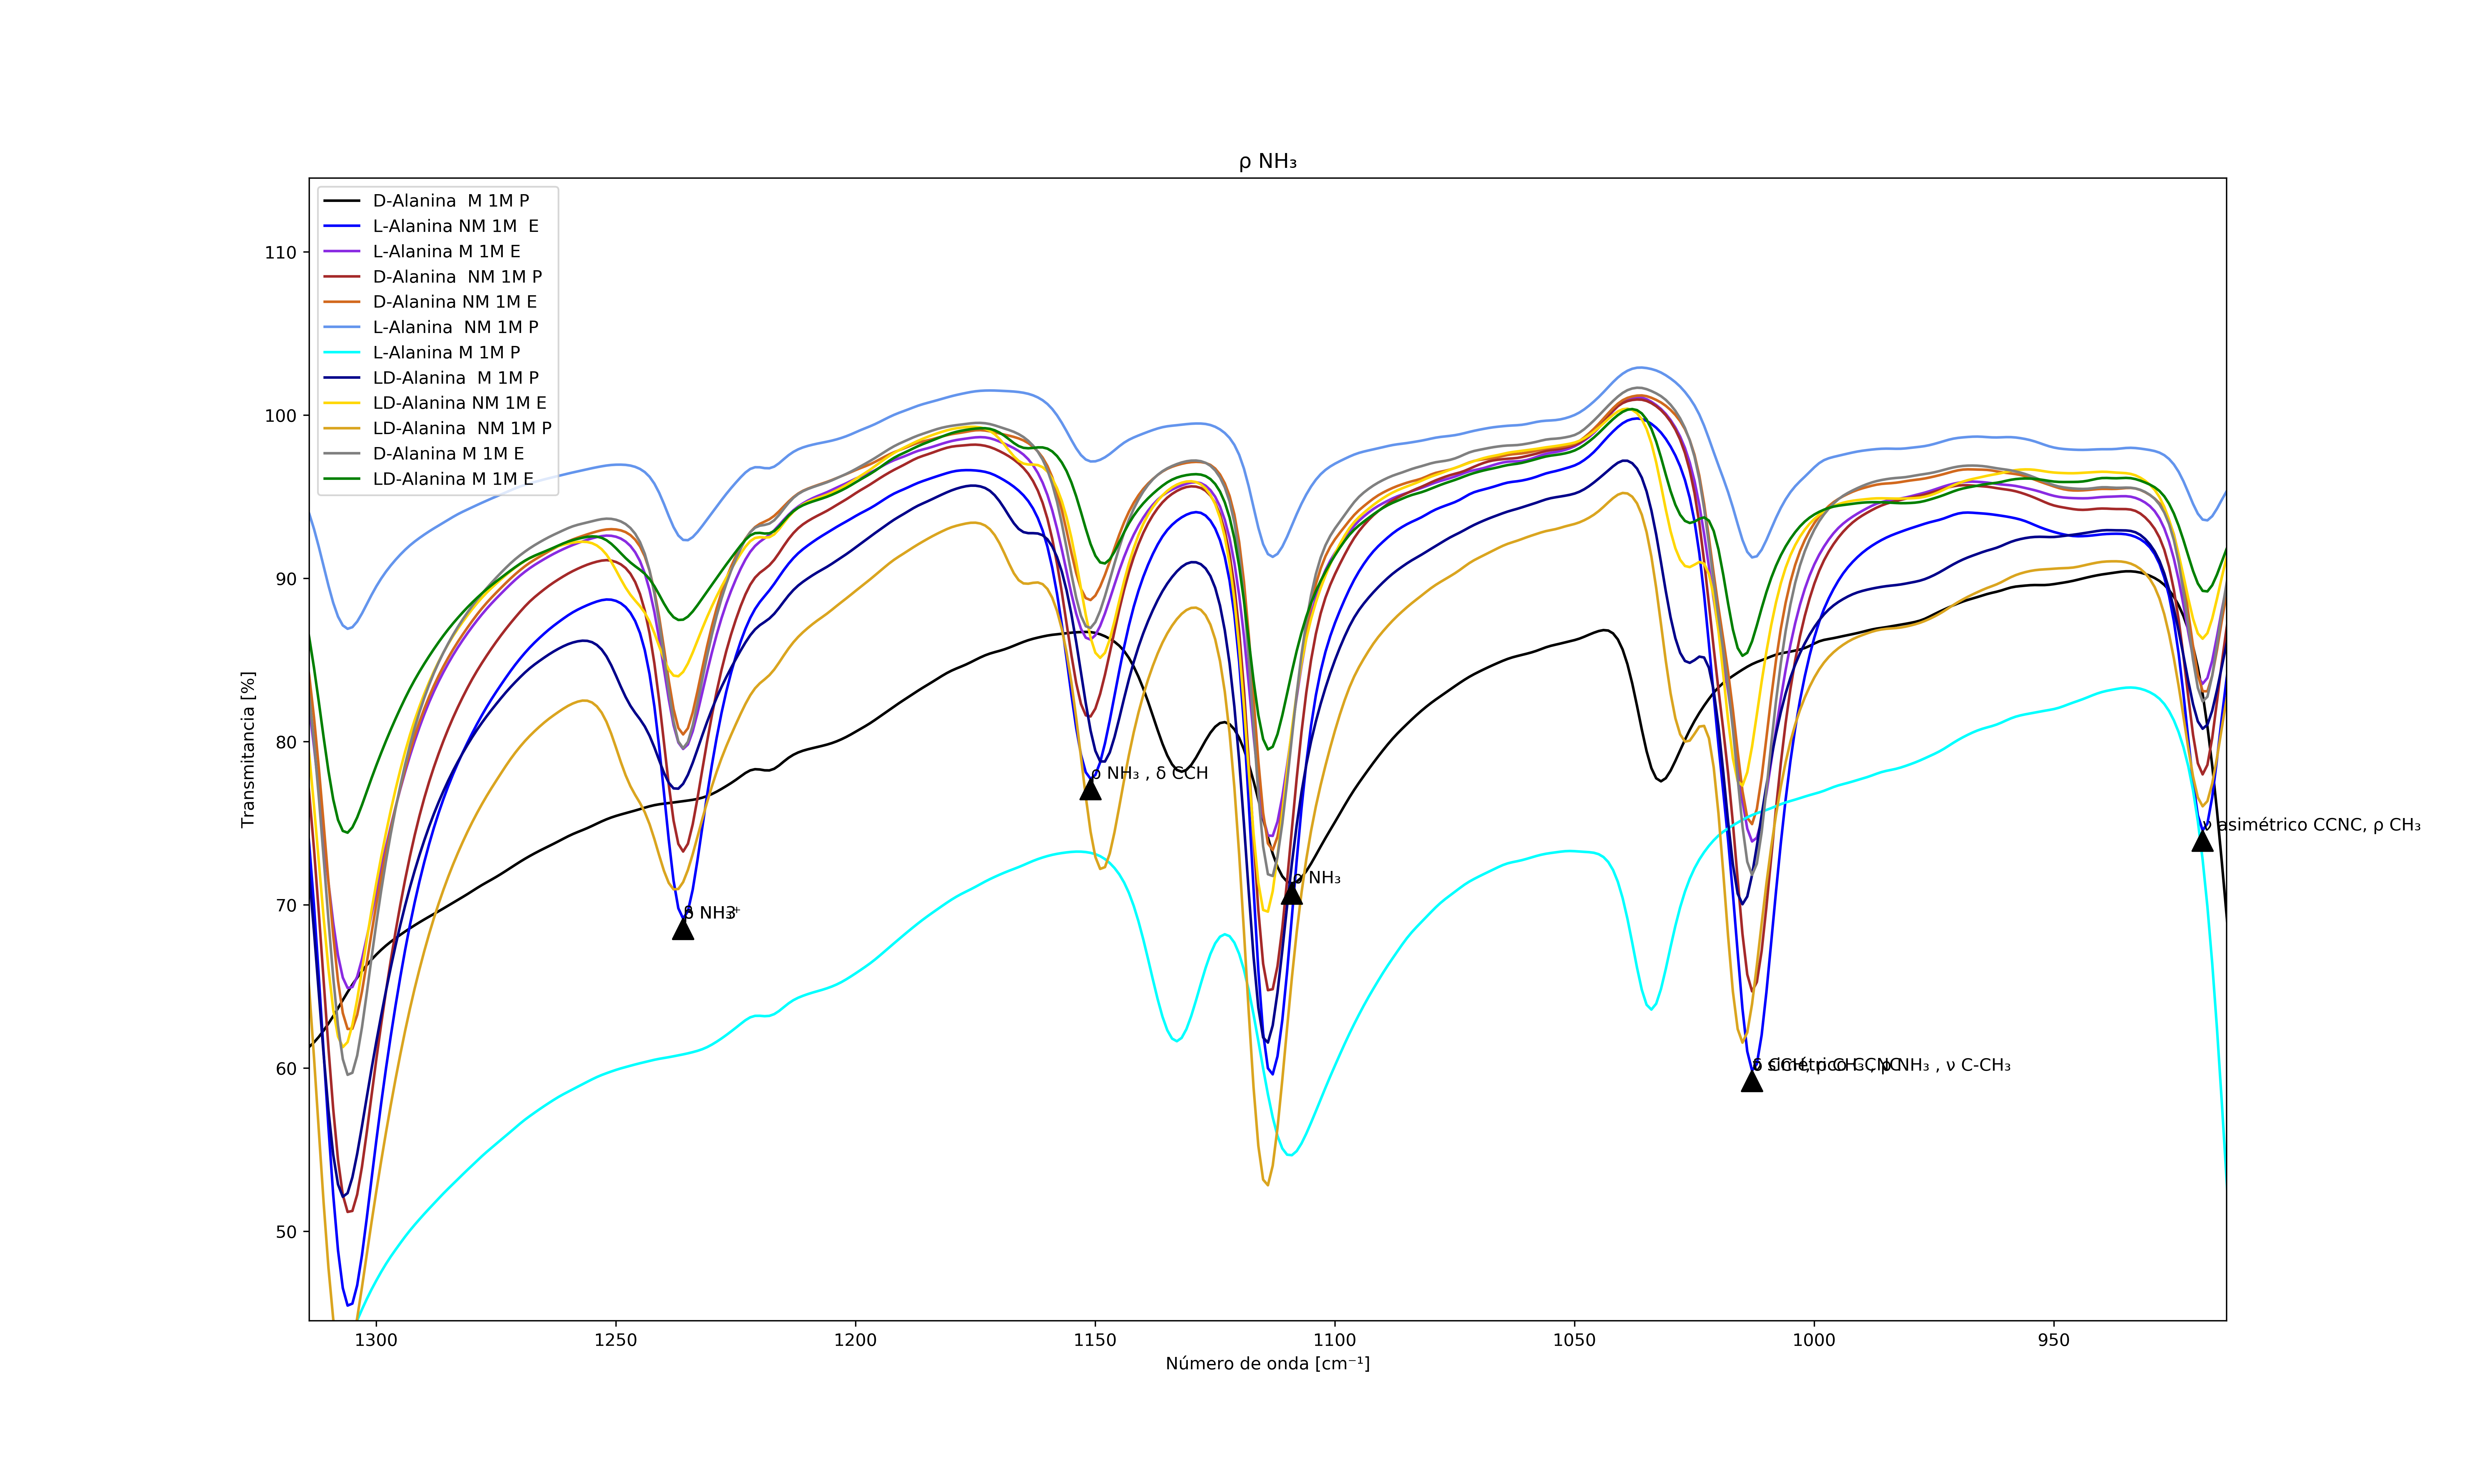 ρ NH₃
D-Alanina  M 1M P
L-Alanina NM 1M  E
L-Alanina M 1M E
D-Alanina  NM 1M P
D-Alanina NM 1M E
L-Alanina  NM 1M P
L-Alanina M 1M P
LD-Alanina  M 1M P
LD-Alanina NM 1M E
LD-Alanina  NM 1M P
D-Alanina M 1M E
LD-Alanina M 1M E
110
100
90
80
70
60
50
Transmitancia [%]
ρ NH₃ , δ CCH
ν asimétrico CCNC, ρ CH₃
ρ NH₃
NH₃⁺
NH₃ , ν C-CH₃
1300
1250
1200
1150
1100
1050
1000
950
Número de onda [cm⁻¹]